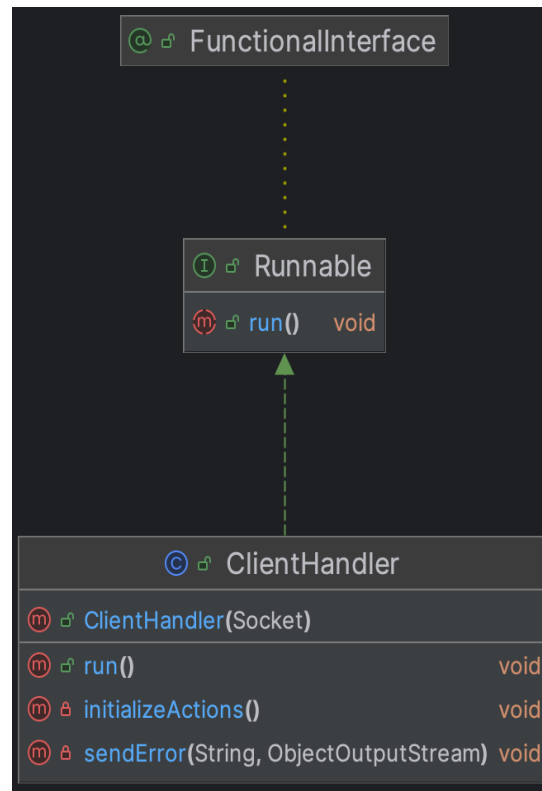 @ FunctionalInterface
I Runnable
m run() void
C ClientHandler
m ClientHandler(Socket)
m run() void
m initializeActions() void
m sendError(String, ObjectOutputStream) void